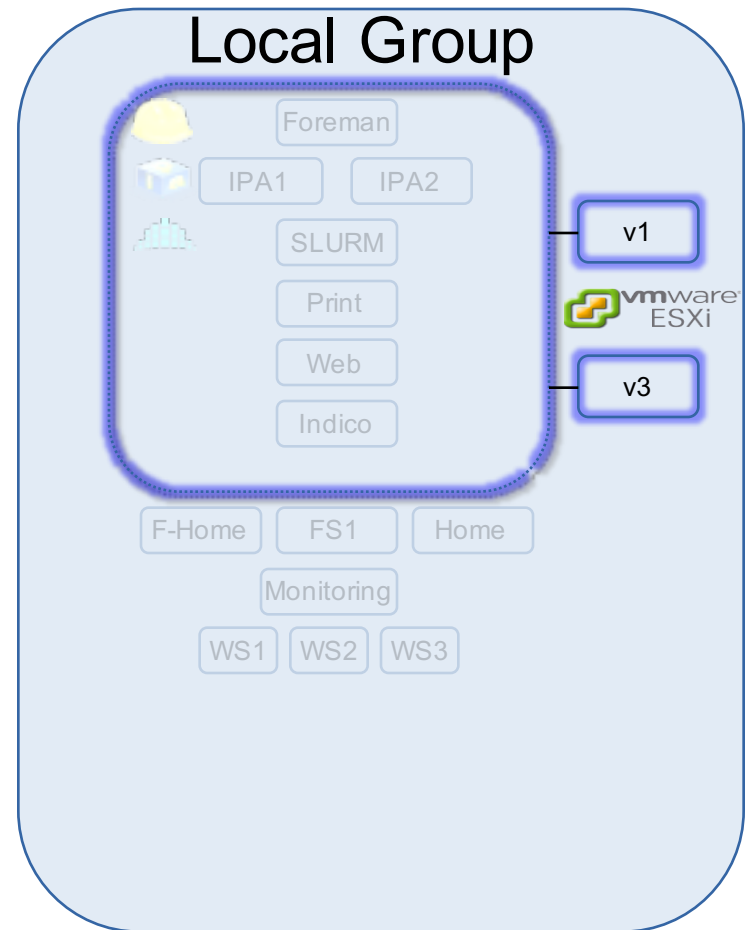 Local Group
Foreman
IPA1
IPA2
SLURM
v1
Print
vmware
ESXi
Web
v3
Indico
F-Home
FS1
Home
Monitoring
WS1
WS2
WS3